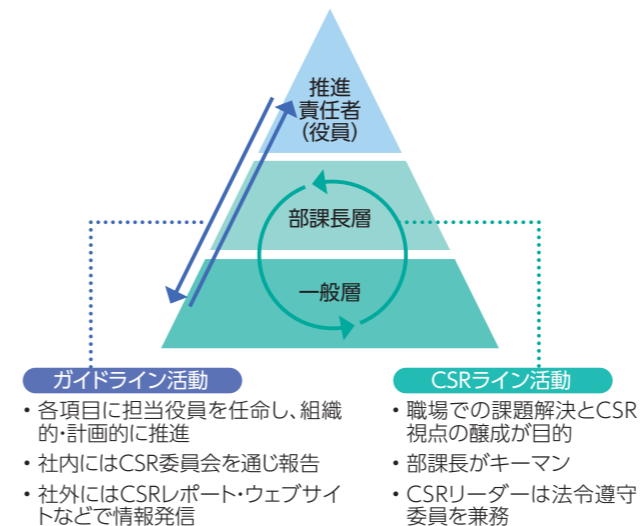 推進
責任者
（役員）
部課長層
一般層
ガイドライン活動
・各項目に担当役員を任命し、組織
的・計画的に推進
・社内にはCSR委員会を通じ報告
・社外にはCSRレポート・ウェブサイ
トなどで情報発信
CSRライン活動
・職場での課題解決とCSR
視点の醸成が目的
・部課長がキーマン
・CSRリーダーは法令遵守
委員を兼務